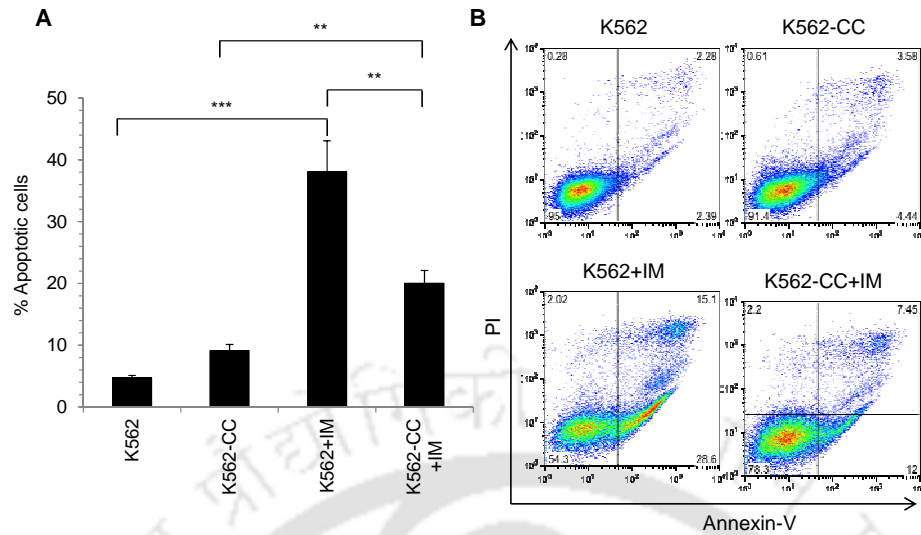 A
**
**
***
50
40
30
20
10
0
% Apoptotic cells
K562
K562-CC
K562+IM
K562-CC
+IM
B
K562
K562-CC
0.28
2.28
95
2.39
0.61
3.58
91.4
4.44
K562+IM
K562-CC+IM
2.02
15.1
54.3
28.6
2.2
7.45
78.3
12
PI
Annexin-V